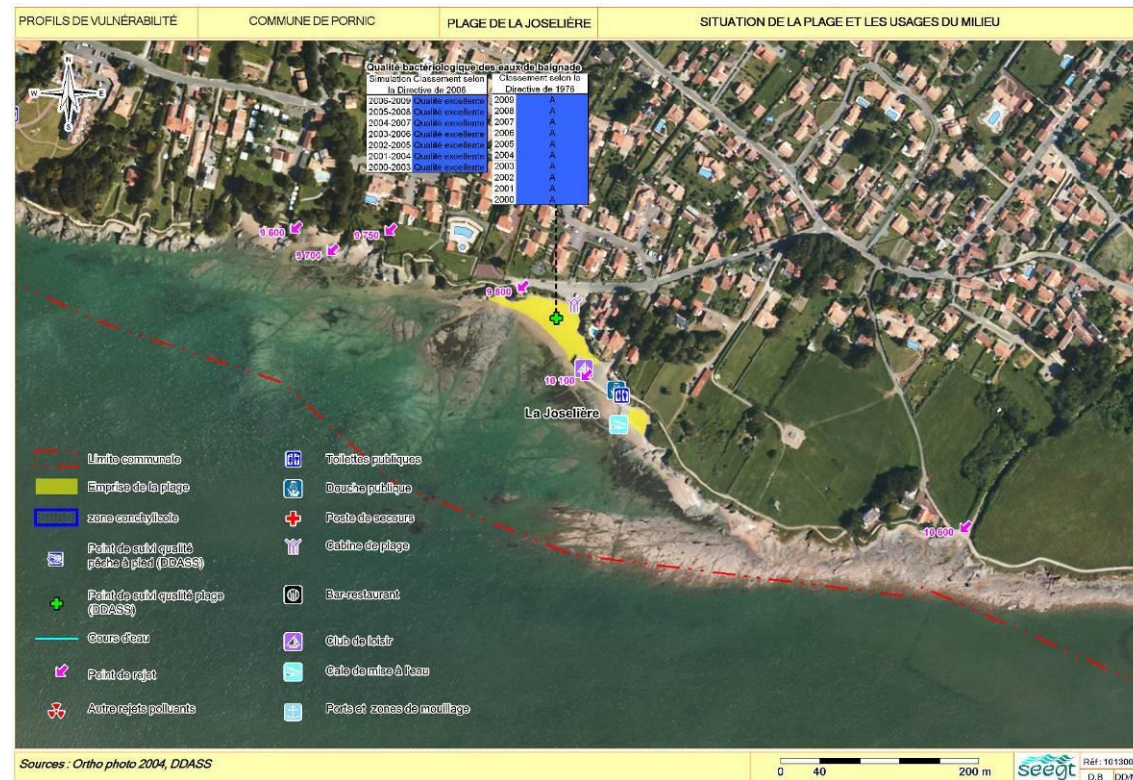 PROFILS DE VULNÉRABILITÉ
COMMUNE DE PORNIC
PLAGE DE LA JOSELIÈRE
SITUATION DE LA PLAGE ET LES USAGES DU MILIEU
N
W E
S
Qualité bactériologique des eaux de baignade
Simulation Classement selon la Directive de 2006
2006-2009 Qualité excellente
2005-2008 Qualité excellente
2004-2007 Qualité excellente
2003-2006 Qualité excellente
2002-2005 Qualité excellente
2001-2004 Qualité excellente
2000-2003 Qualité excellente
Classement selon la Directive de 1976
2009 A
2008 A
2007 A
2006 A
2005 A
2004 A
2003 A
2002 A
2001 A
2000 A
9 600
9 700
9 750
9 800
10 100
La Joselière
10 600
Limite communale
Emprise de la plage
zone conchylicole
Point de suivi qualité
pêche à pied (DDASS)
Point de suivi qualité plage
(DDASS)
Cours d'eau
Point de rejet
Autre rejets polluants
Toilettes publiques
Douche publique
Poste de secours
Cabine de plage
Bar-restaurant
Club de loisir
Cale de mise à l'eau
Ports et zones de mouillage
Sources : Ortho photo 2004, DDASS
0 40 200 m
seegt
Réf : 101300
D.B